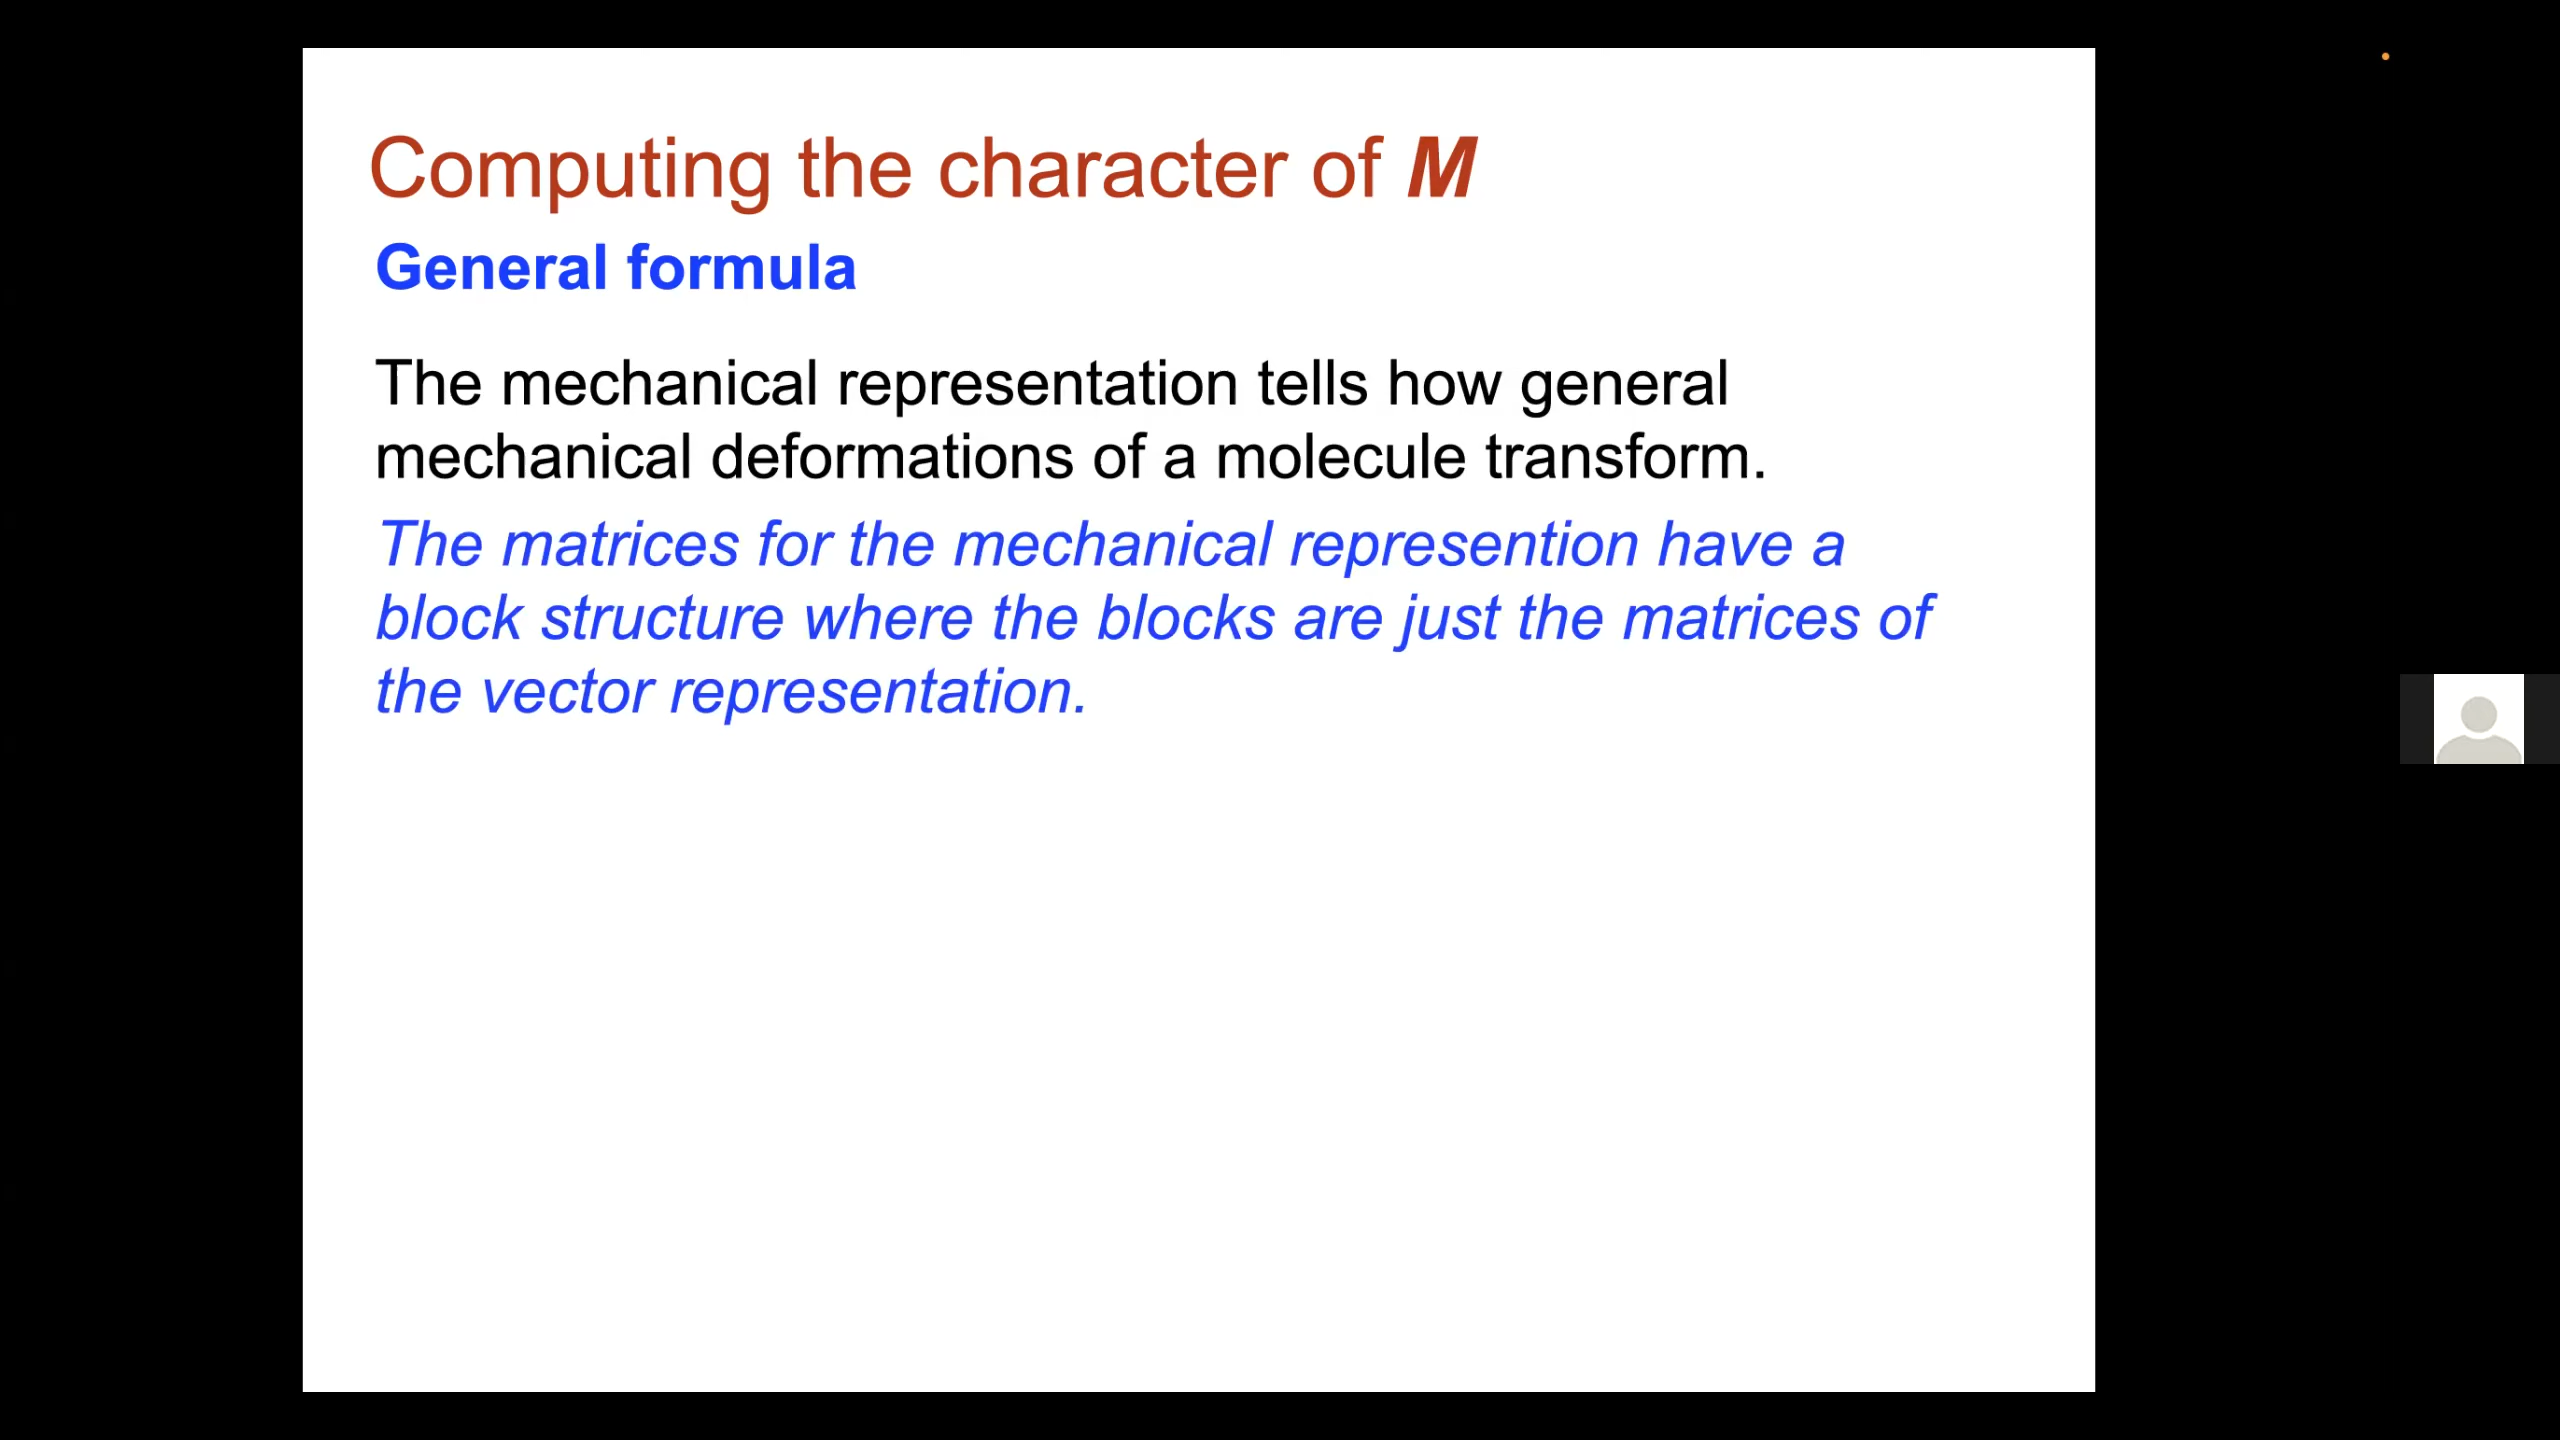 Computing the character of M
General formula
The mechanical representation tells how general
mechanical deformations of a molecule transform.
The matrices for the mechanical represention have a
block structure where the blocks are just the matrices of
the vector representation.